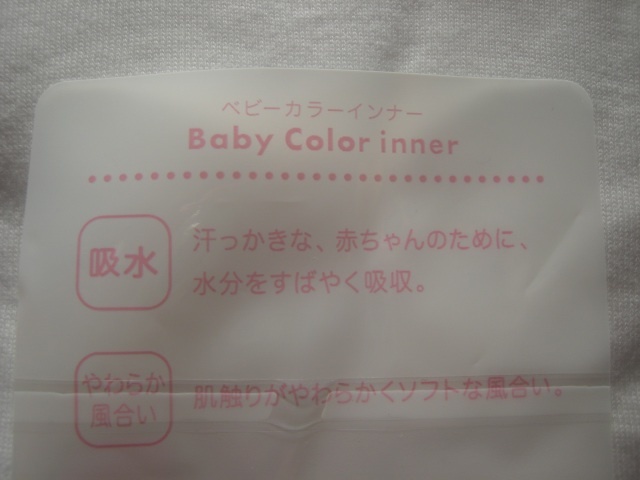 ベビーカラーインナー
Baby Color inner
吸水
汗っかきな、赤ちゃんのために、
水分をすばやく吸収。
やわらか
風合い
肌触りがやわらかくソフトな風合い。